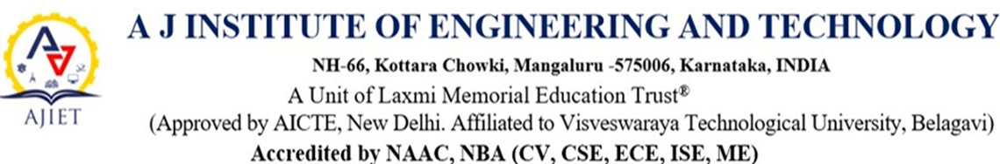 A J INSTITUTE OF ENGINEERING AND TECHNOLOGY
NH-66, Kottara Chowki, Mangaluru -575006, Karnataka, INDIA
A Unit of Laxmi Memorial Education Trust®
(Approved by AICTE, New Delhi. Affiliated to Visveswaraya Technological University, Belagavi)
Accredited by NAAC, NBA (CV, CSE, ECE, ISE, ME)
AJ
AJIET